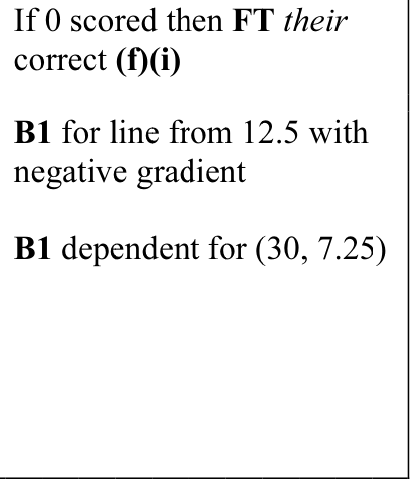 If 0 scored then FT their
correct (f)(i)
B1 for line from 12.5 with
negative gradient
B1 dependent for (30, 7.25)